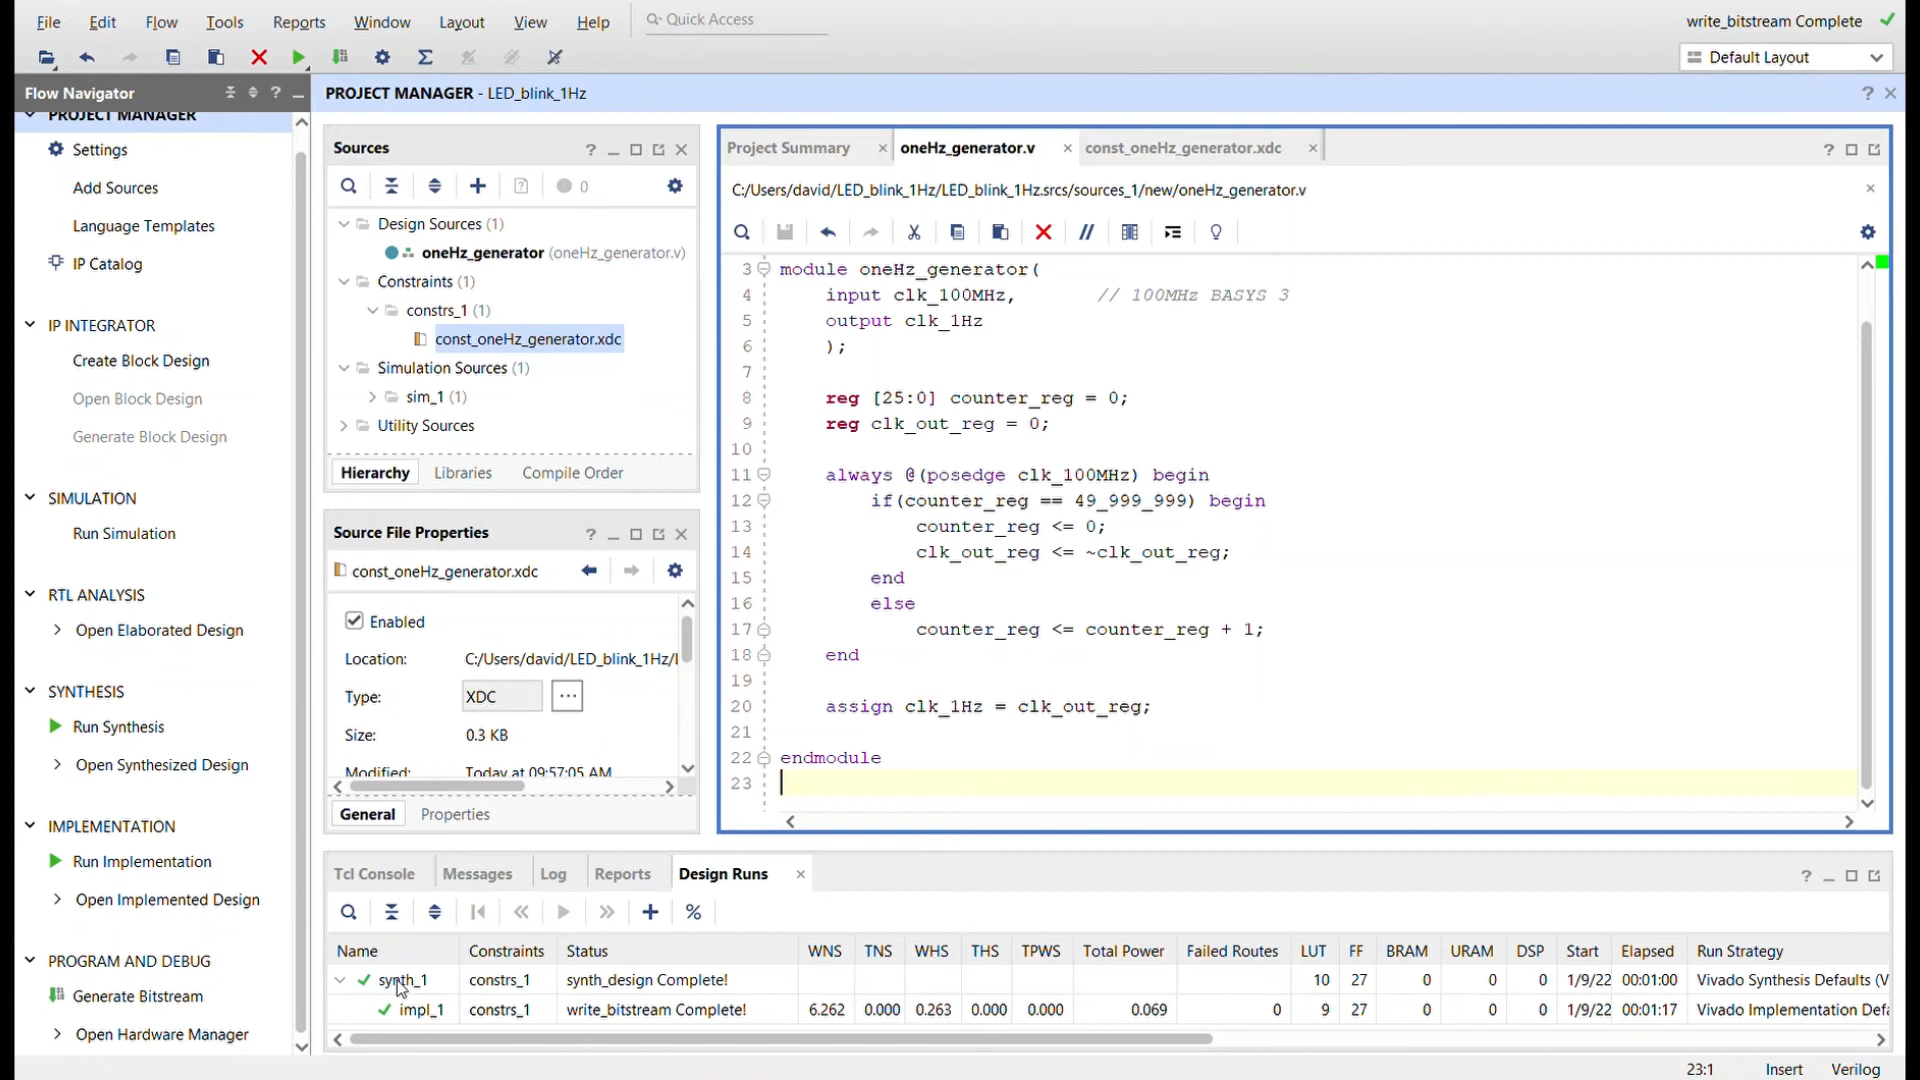 File Edit Flow Tools Reports Window Layout View Help Quick Access write_bitstream Complete
Default Layout
Flow Navigator
PROJECT MANAGER
Settings
Add Sources
Language Templates
IP Catalog
IP INTEGRATOR
Create Block Design
Open Block Design
Generate Block Design
SIMULATION
Run Simulation
RTL ANALYSIS
Open Elaborated Design
SYNTHESIS
Run Synthesis
Open Synthesized Design
IMPLEMENTATION
Run Implementation
Open Implemented Design
PROGRAM AND DEBUG
Generate Bitstream
Open Hardware Manager
PROJECT MANAGER - LED_blink_1Hz
Sources
0
Design Sources (1)
oneHz_generator (oneHz_generator.v)
Constraints (1)
constrs_1 (1)
const_oneHz_generator.xdc
Simulation Sources (1)
sim_1 (1)
Utility Sources
Hierarchy Libraries Compile Order
Source File Properties
const_oneHz_generator.xdc
Enabled
Location: C:/Users/david/LED_blink_1Hz/
Type: XDC
Size: 0.3 KB
Modified: Today at 09:57:05 AM
General Properties
Project Summary oneHz_generator.v const_oneHz_generator.xdc
C:/Users/david/LED_blink_1Hz/LED_blink_1Hz.srcs/sources_1/new/oneHz_generator.v
3 module oneHz_generator(
4 input clk_100MHz, // 100MHz BASYS 3
5 output clk_1Hz
6 );
7
8 reg [25:0] counter_reg = 0;
9 reg clk_out_reg = 0;
10
11 always @(posedge clk_100MHz) begin
12 if(counter_reg == 49_999_999) begin
13 counter_reg <= 0;
14 clk_out_reg <= ~clk_out_reg;
15 end
16 else
17 counter_reg <= counter_reg + 1;
18 end
19
20 assign clk_1Hz = clk_out_reg;
21
22 endmodule
23
Tcl Console Messages Log Reports Design Runs
Name Constraints Status WNS TNS WHS THS TPWS Total Power Failed Routes LUT FF BRAM URAM DSP Start Elapsed Run Strategy
synth_1 constrs_1 synth_design Complete! 10 27 0 0 0 1/9/22 00:01:00 Vivado Synthesis Defaults (V
impl_1 constrs_1 write_bitstream Complete! 6.262 0.000 0.263 0.000 0.000 0.069 0 9 27 0 0 0 1/9/22 00:01:17 Vivado Implementation Def
23:1 Insert Verilog